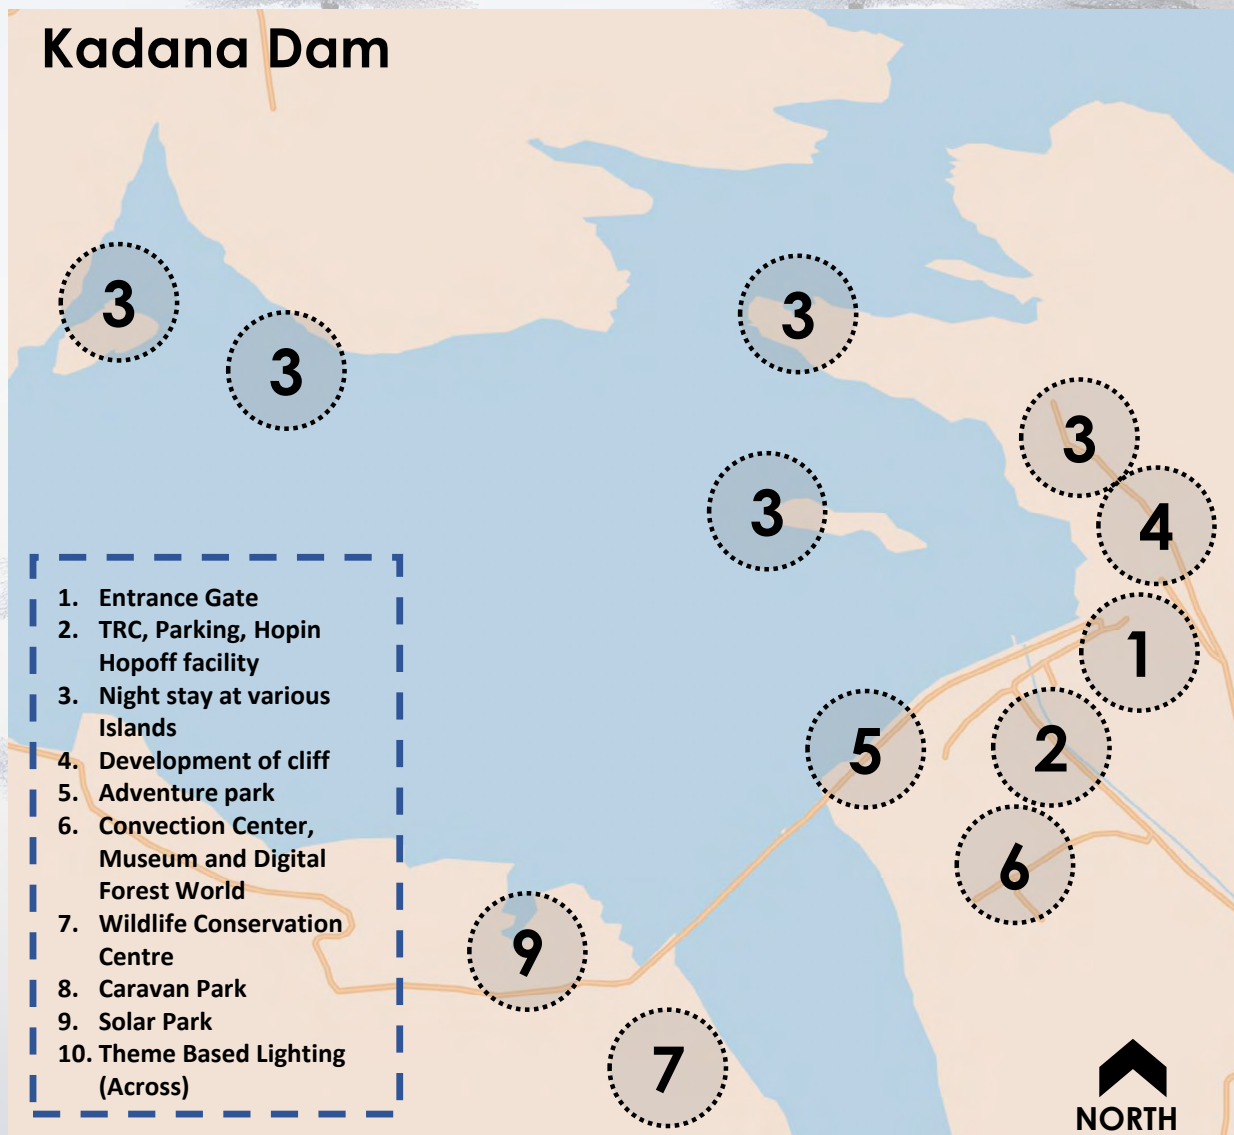 Kadana Dam
3
3
3
3
3
4
1
5
2
6
9
7
1. Entrance Gate
2. TRC, Parking, Hopin
Hopoff facility
3. Night stay at various
Islands
4. Development of cliff
5. Adventure park
6. Convection Center,
Museum and Digital
Forest World
7. Wildlife Conservation
Centre
8. Caravan Park
9. Solar Park
10. Theme Based Lighting
(Across)
NORTH